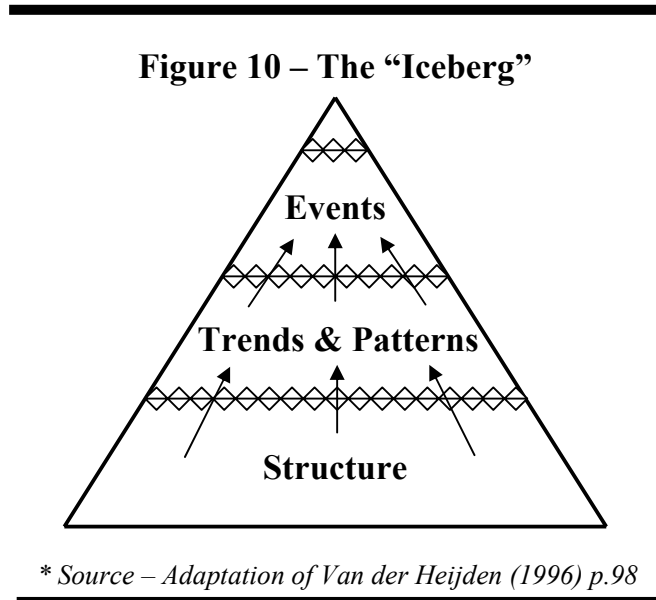 Figure 10 – The “Iceberg”
Events
Trends & Patterns
Structure
* Source – Adaptation of Van der Heijden (1996) p.98